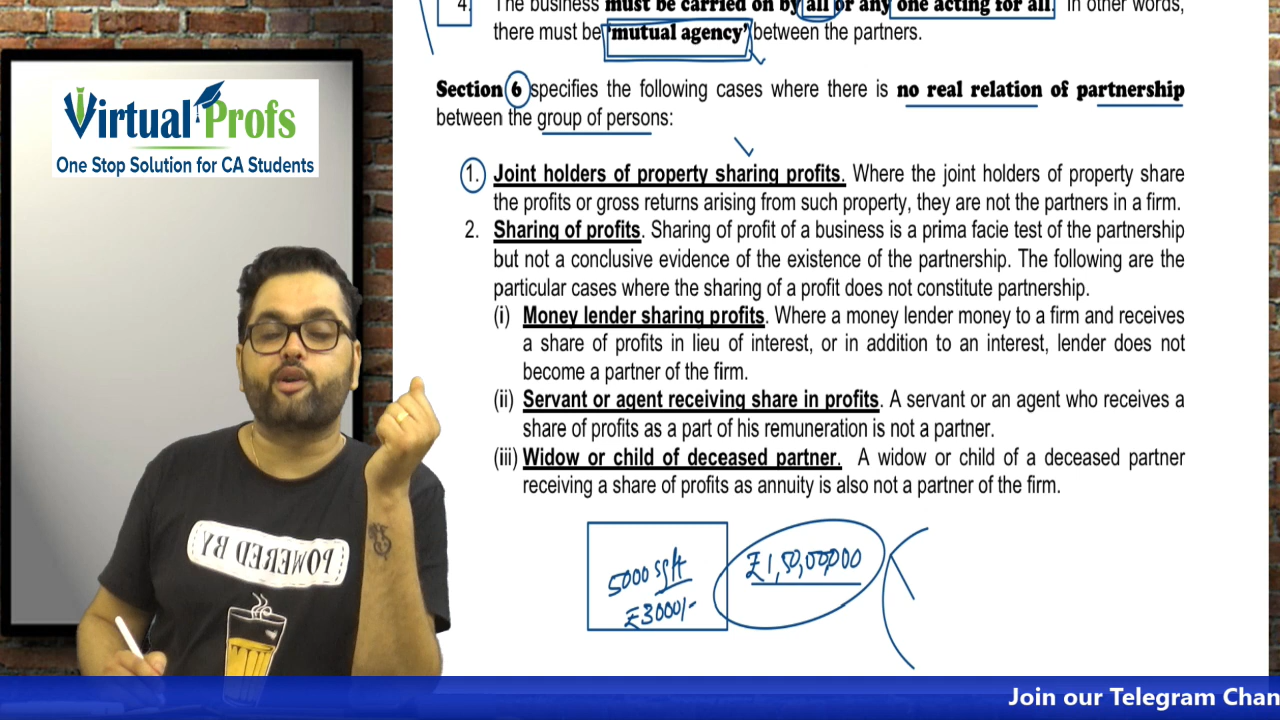 4. The business must be carried on by all or any one acting for all. In other words,
there must be 'mutual agency' between the partners.
Section 6 specifies the following cases where there is no real relation of partnership
between the group of persons:
1. Joint holders of property sharing profits. Where the joint holders of property share
the profits or gross returns arising from such property, they are not the partners in a firm.
2. Sharing of profits. Sharing of profit of a business is a prima facie test of the partnership
but not a conclusive evidence of the existence of the partnership. The following are the
particular cases where the sharing of a profit does not constitute partnership.
(i) Money lender sharing profits. Where a money lender money to a firm and receives
a share of profits in lieu of interest, or in addition to an interest, lender does not
become a partner of the firm.
(ii) Servant or agent receiving share in profits. A servant or an agent who receives a
share of profits as a part of his remuneration is not a partner.
(iii) Widow or child of deceased partner. A widow or child of a deceased partner
receiving a share of profits as annuity is also not a partner of the firm.
5000 sqft
₹3000/-
₹1,50,00,000
Virtual Profs
One Stop Solution for CA Students
POWERED BY
Join our Telegram Chan